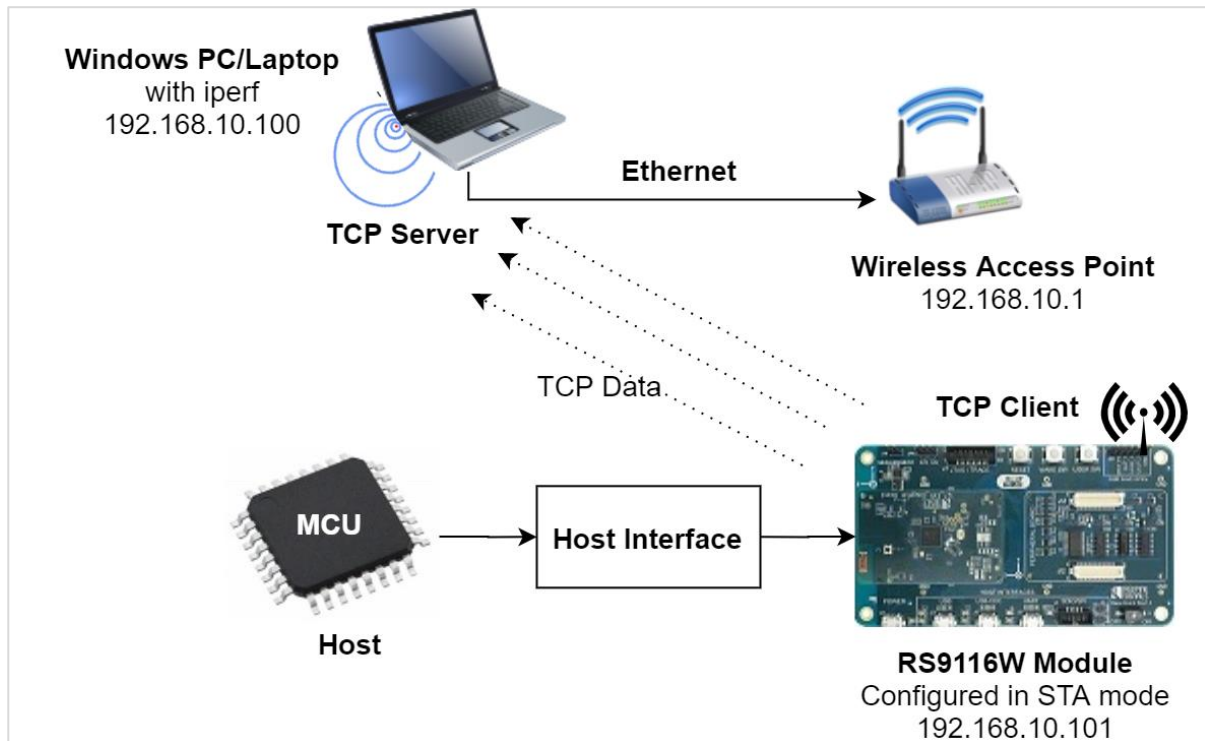 Windows PC/Laptop
with iperf
192.168.10.100
Ethernet
TCP Server
Wireless Access Point
192.168.10.1
TCP Data
TCP Client
MCU
Host Interface
Host
RS9116W Module
Configured in STA mode
192.168.10.101